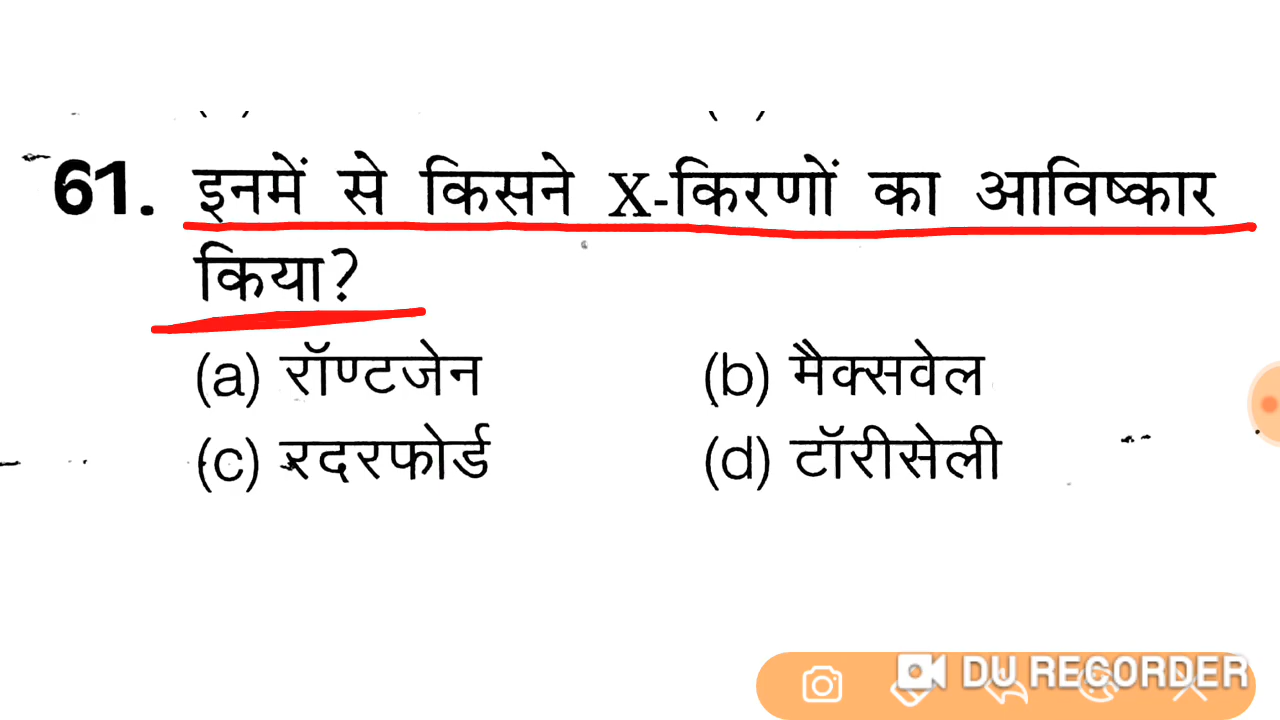 61. इनमें से किसने X-किरणों का आविष्कार
किया?
(a) रॉण्टजेन (b) मैक्सवेल
(c) रदरफोर्ड (d) टॉरीसेली
DU RECORDER